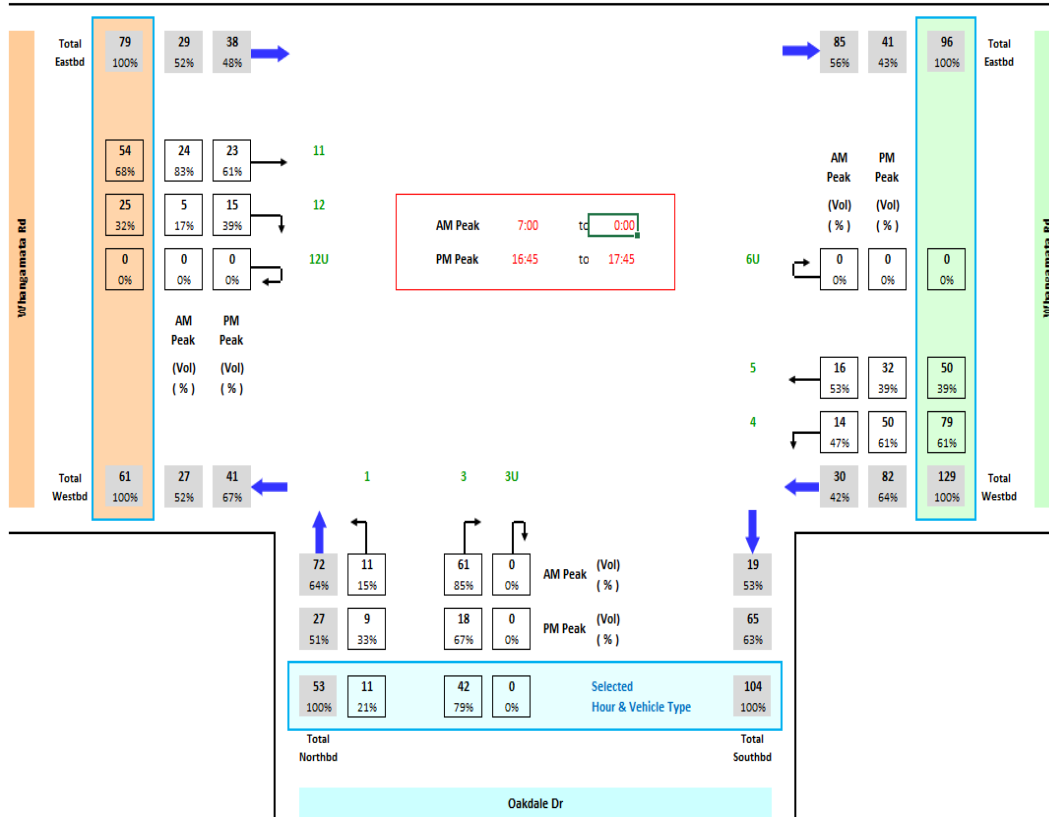 Total 79 29 38 85 41 96 Total
Eastbd 100% 52% 48% 56% 43% 100% Eastbd
54 24 23 11
68% 83% 61%
AM PM
Peak Peak
25 5 15 12
32% 17% 39%
(Vol) (Vol)
( % ) ( % )
AM Peak 7:00 to 0:00
PM Peak 16:45 to 17:45
0 0 0 12U 6U 0 0 0
0% 0% 0% 0% 0% 0%
Whangamata Rd
Whangamata Rd
AM PM
Peak Peak
(Vol) (Vol)
( % ) ( % )
5 16 32 50
53% 39% 39%
4 14 50 79
47% 61% 61%
Total 61 27 41 1 3 3U 30 82 129 Total
Westbd 100% 52% 67% 42% 64% 100% Westbd
72 11 61 0 AM Peak (Vol) 19
64% 15% 85% 0% ( % ) 53%
27 9 18 0 PM Peak (Vol) 65
51% 33% 67% 0% ( % ) 63%
53 11 42 0 Selected 104
100% 21% 79% 0% Hour & Vehicle Type 100%
Total Total
Northbd Southbd
Oakdale Dr